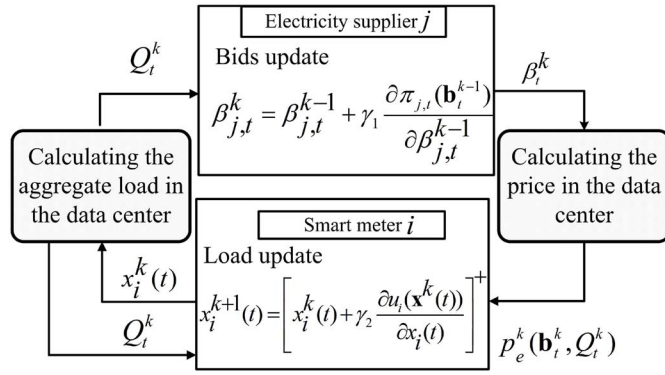 Electricity supplier j
Bids update
β_{j,t}^k = β_{j,t}^{k-1} + γ_1 ∂π_{j,t}(𝐛_t^{k-1}) / ∂β_{j,t}^{k-1}
Q_t^k
β_t^k
Calculating the
aggregate load in
the data center
Calculating the
price in the data
center
Smart meter i
Load update
x_i^{k+1}(t) = [x_i^k(t) + γ_2 ∂u_i(𝐱^k(t)) / ∂x_i(t)]^+
x_i^k(t)
Q_t^k
p_e^k(𝐛_t^k, Q_t^k)